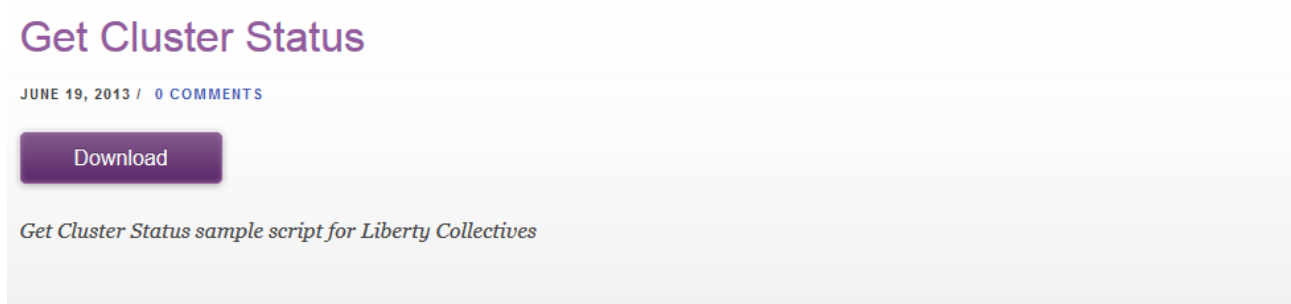 Get Cluster Status
JUNE 19, 2013 / 0 COMMENTS
Download
Get Cluster Status sample script for Liberty Collectives